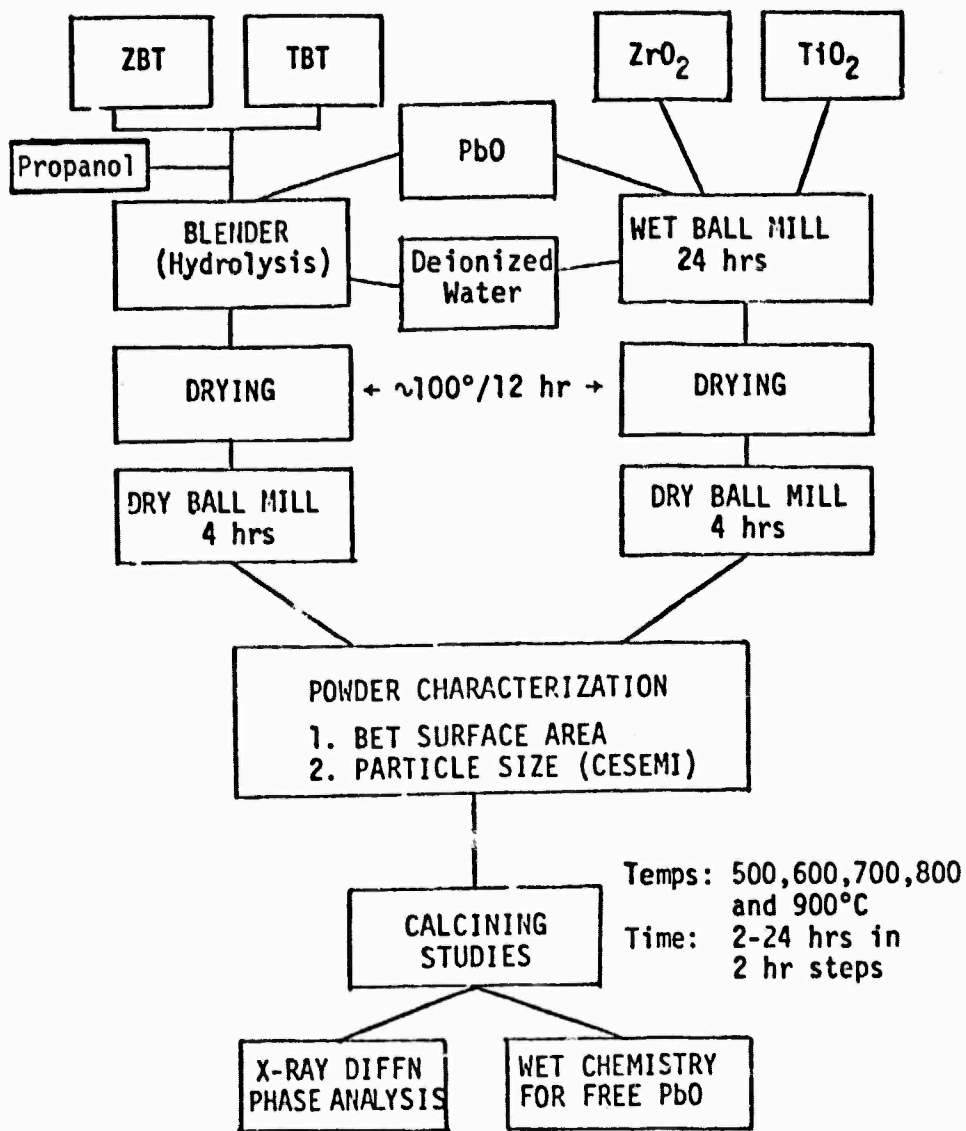 ZBT
TBT
ZrO2
TiO2
Propanol
PbO
BLENDER
(Hydrolysis)
Deionized
Water
WET BALL MILL
24 hrs
DRYING
← ~100°/12 hr →
DRYING
DRY BALL MILL
4 hrs
DRY BALL MILL
4 hrs
POWDER CHARACTERIZATION
1. BET SURFACE AREA
2. PARTICLE SIZE (CESEMI)
CALCINING
STUDIES
Temps: 500,600,700,800
and 900°C
Time: 2-24 hrs in
2 hr steps
X-RAY DIFFN
PHASE ANALYSIS
WET CHEMISTRY
FOR FREE PbO